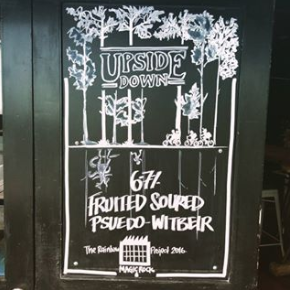 UPSIDE
DOWN
6.7%
FRUITED SOURED
PSUEDO-WITBEIR
The Rainbow Project 2016.
MAGIC ROCK